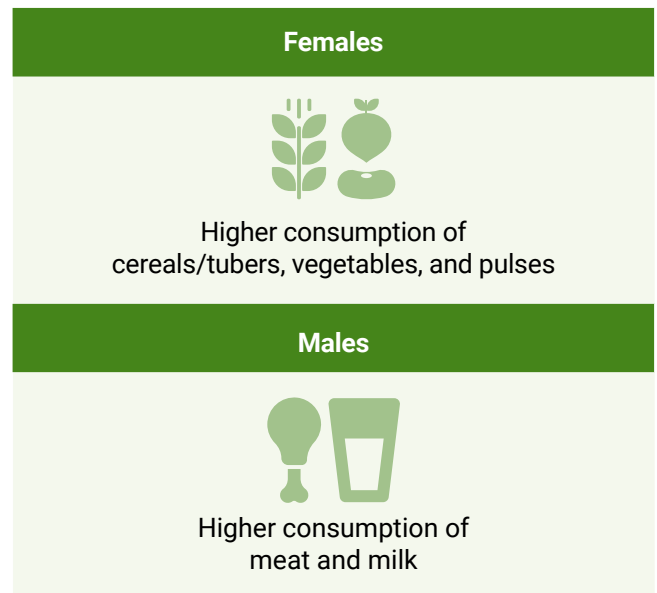 Females
Higher consumption of
cereals/tubers, vegetables, and pulses
Males
Higher consumption of
meat and milk